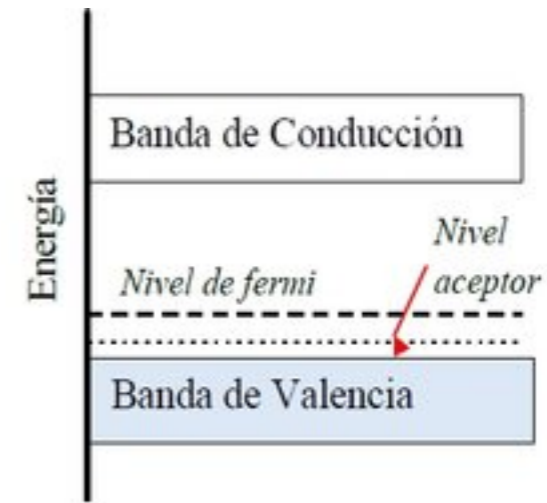 Banda de Conducción
Energía
Nivel
aceptor
Nivel de fermi
Banda de Valencia